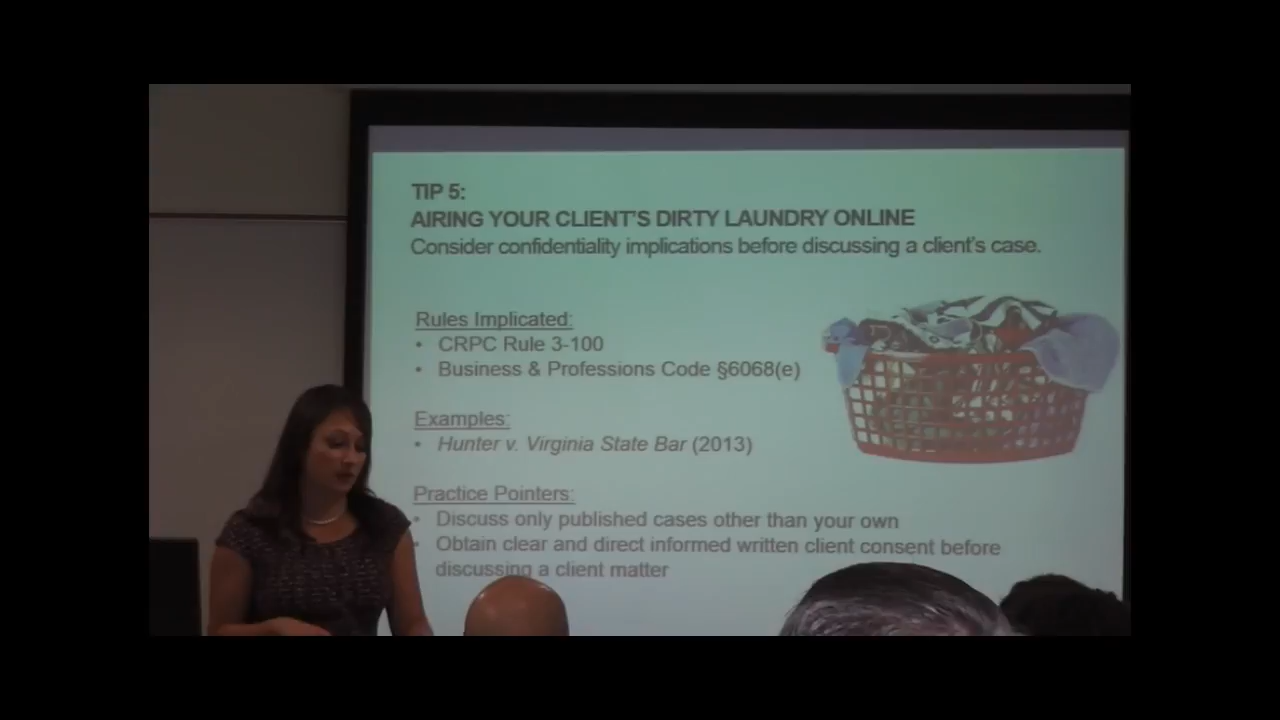 TIP 5:
AIRING YOUR CLIENT'S DIRTY LAUNDRY ONLINE
Consider confidentiality implications before discussing a client's case.
Rules Implicated:
• CRPC Rule 3-100
• Business & Professions Code §6068(e)
Examples:
• Hunter v. Virginia State Bar (2013)
Practice Pointers:
• Discuss only published cases other than your own
• Obtain clear and direct informed written client consent before
discussing a client matter